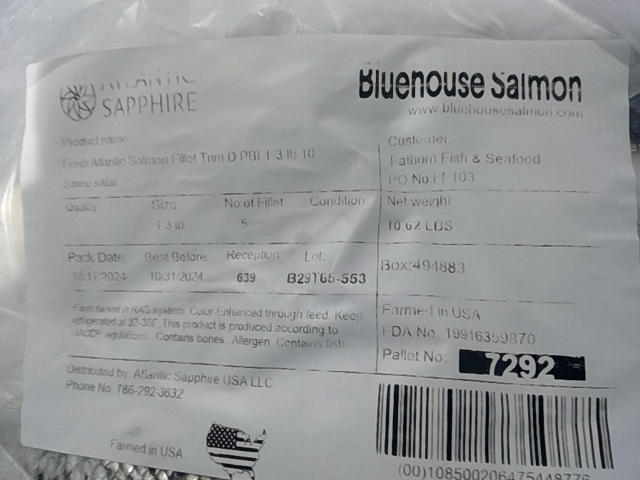 ATLANTIC
SAPPHIRE
Bluehouse Salmon
www.bluehousesalmon.com
Product name
Fresh Atlantic Salmon Fillet Trim D PBI 1-3 lb 10
Salmo salar
Customer:
Fathom Fish & Seafood
PO No:FF 103
Quality
Size
No of Fillet
Condition:
1-3 lb
5
Net weight
10.62 LBS
Pack Date
Best Before:
Reception
Lot:
10/17/2024
10/31/2024
639
B29T65-553
Box:494883
Farm raised in RAS system. Color Enhanced through feed. Keep
refrigerated at 32-36F. This product is produced according to
HACCP regulations. Contains bones. Allergen. Contains fish.
Farmed in USA
FDA No. 19916359870
Pallet No: 7292
Distributed by: Atlantic Sapphire USA LLC
Phone No. 786-292-3632
Farmed in USA